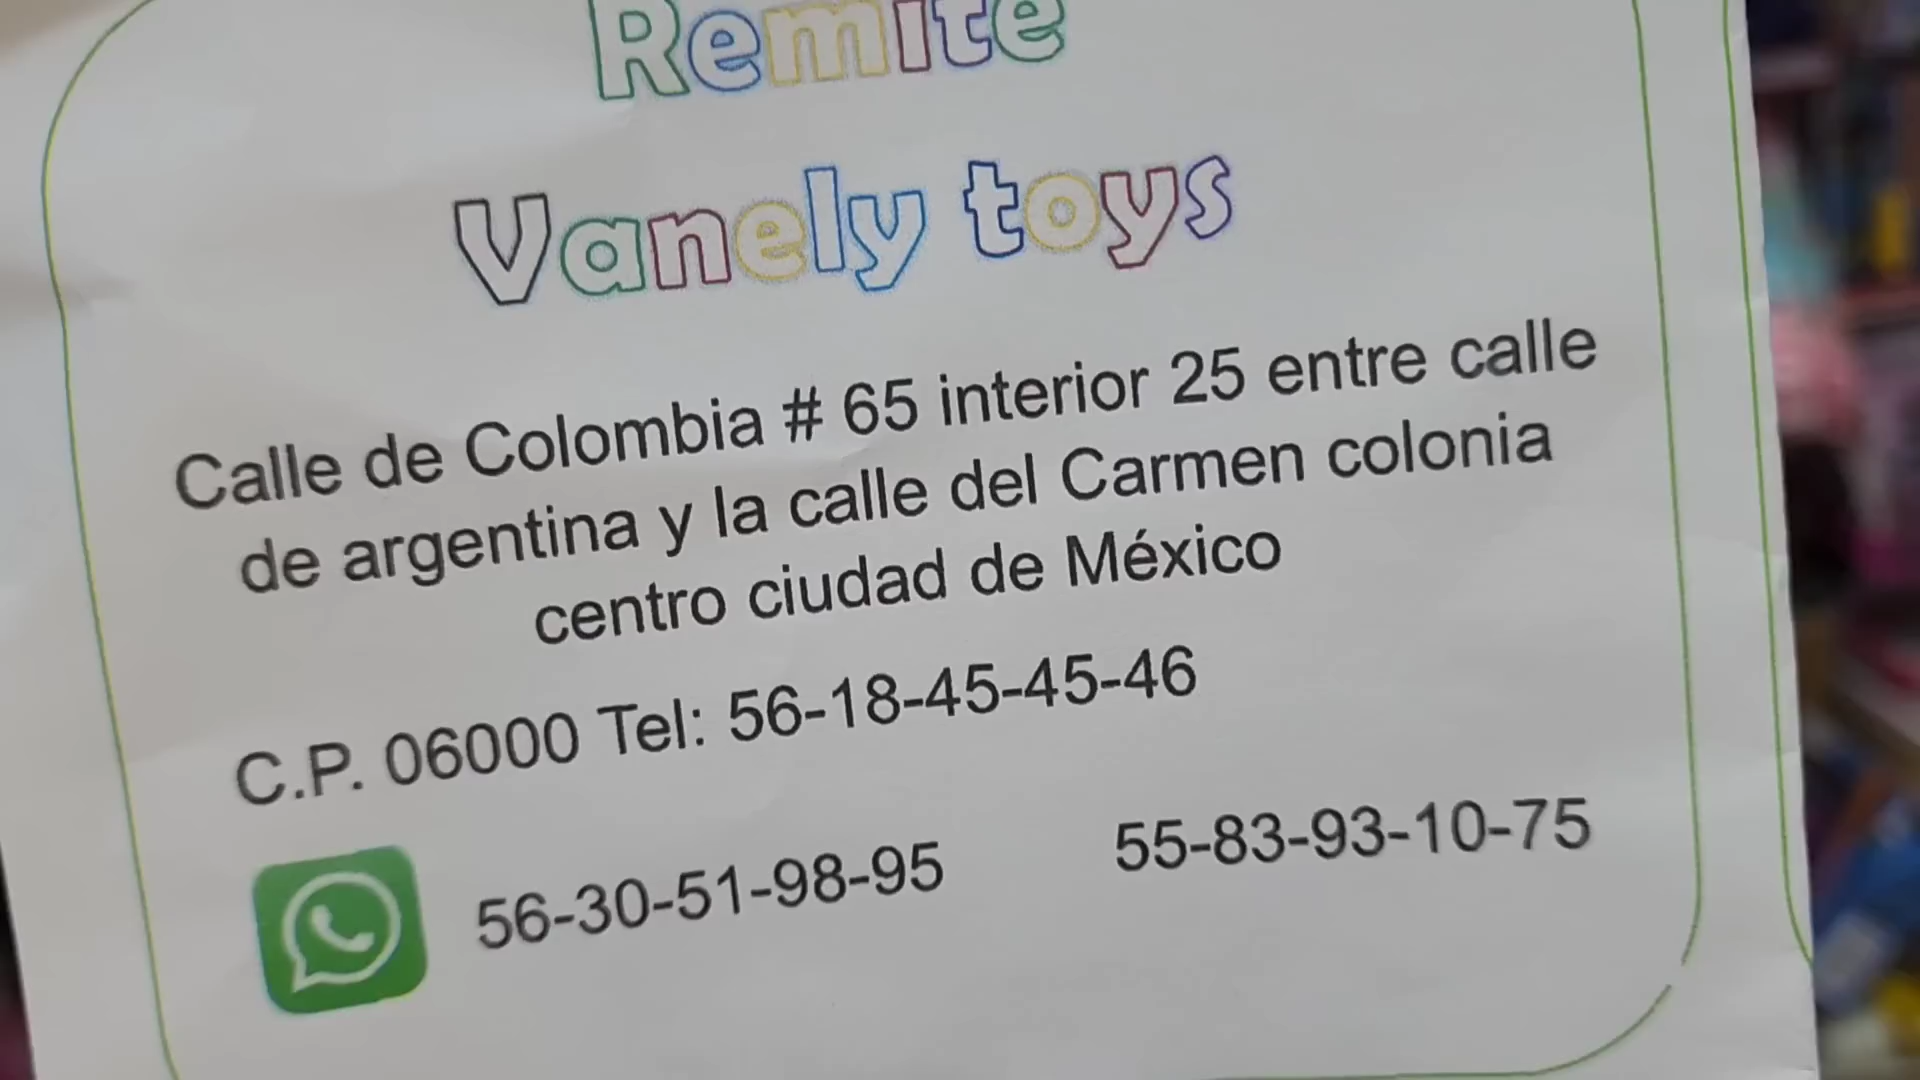 Remite
Vanely toys
Calle de Colombia # 65 interior 25 entre calle
de argentina y la calle del Carmen colonia
centro ciudad de México
C.P. 06000 Tel: 56-18-45-45-46
56-30-51-98-95 55-83-93-10-75